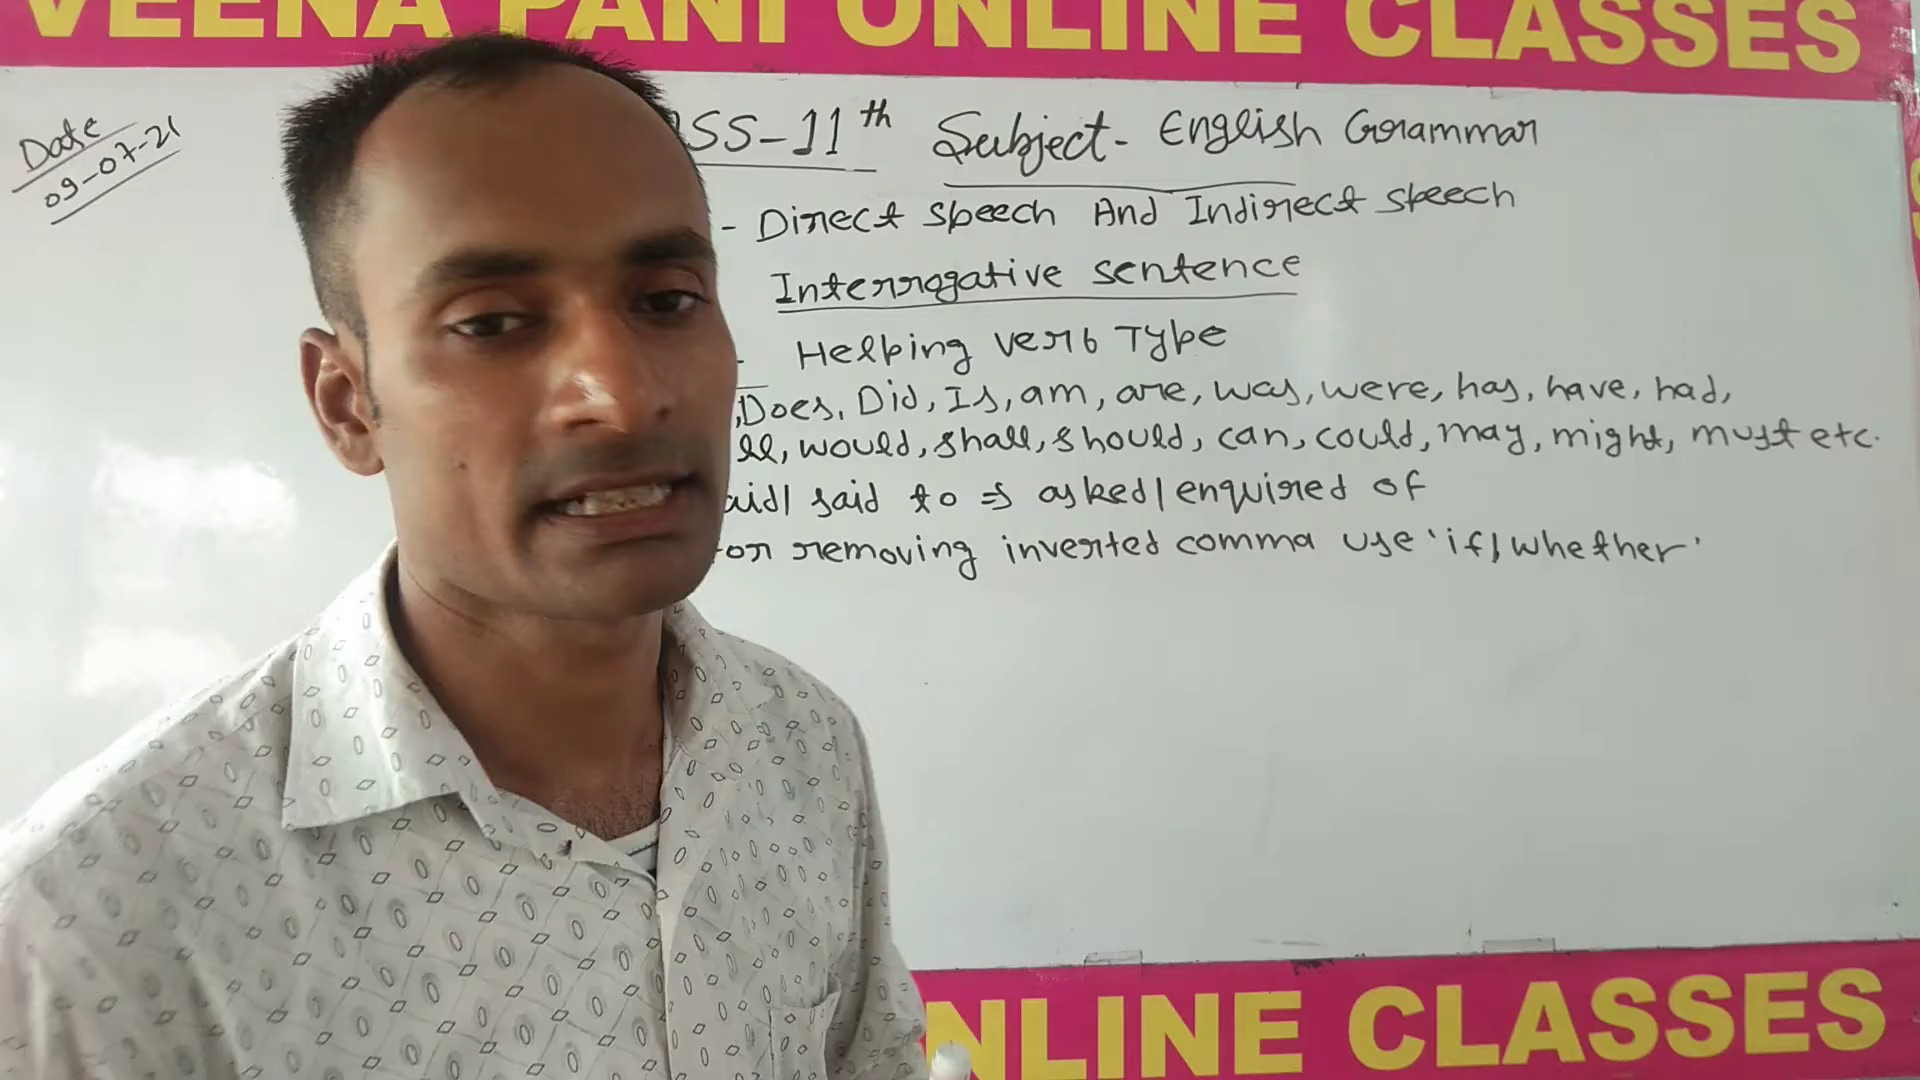 VEENA PANI ONLINE CLASSES
Date
09-07-21
ASS-11th Subject- English Grammar
- Direct speech And Indirect speech
Interrogative sentence
- Helping verb Type
,Does, Did, Is, am, are, was, were, has, have, had,
ll, would, shall, should, can, could, may, might, must etc.
aid/ said to ⇒ asked/enquired of
or removing inverted comma use 'if/whether'
NLINE CLASSES